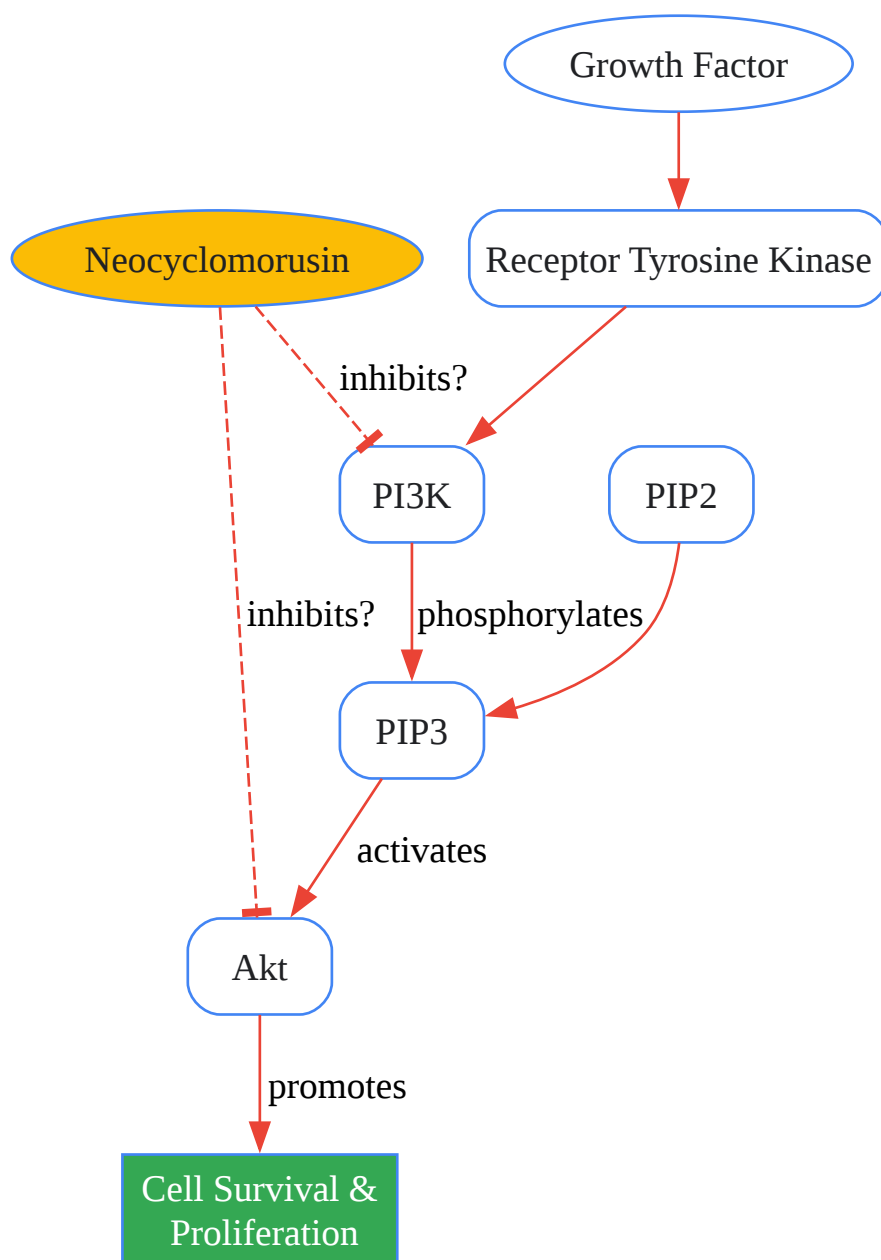 Growth Factor
Neocyclomorusin
Receptor Tyrosine Kinase
inhibits?
PI3K
PIP2
inhibits?
phosphorylates
PIP3
activates
Akt
promotes
Cell Survival &
Proliferation